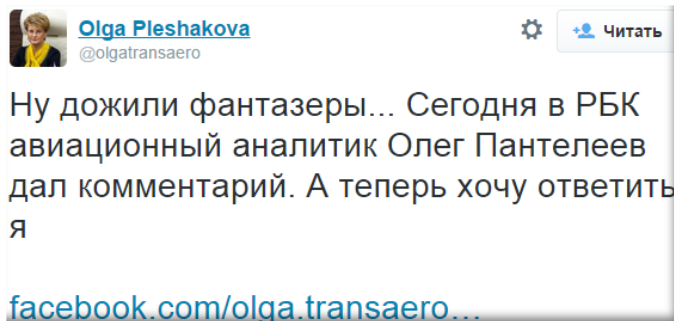 Olga Pleshakova
@olgatransaero
Читать
Ну дожили фантазеры... Сегодня в РБК
авиационный аналитик Олег Пантелеев
дал комментарий. А теперь хочу ответить
я
facebook.com/olga.transaero...